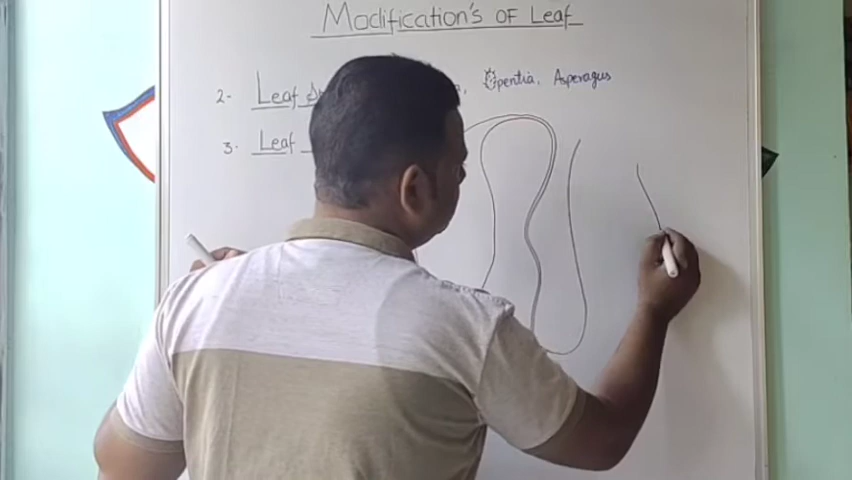 Modification's OF Leaf
2- Leaf Opentia, Asperagus
3. Leaf